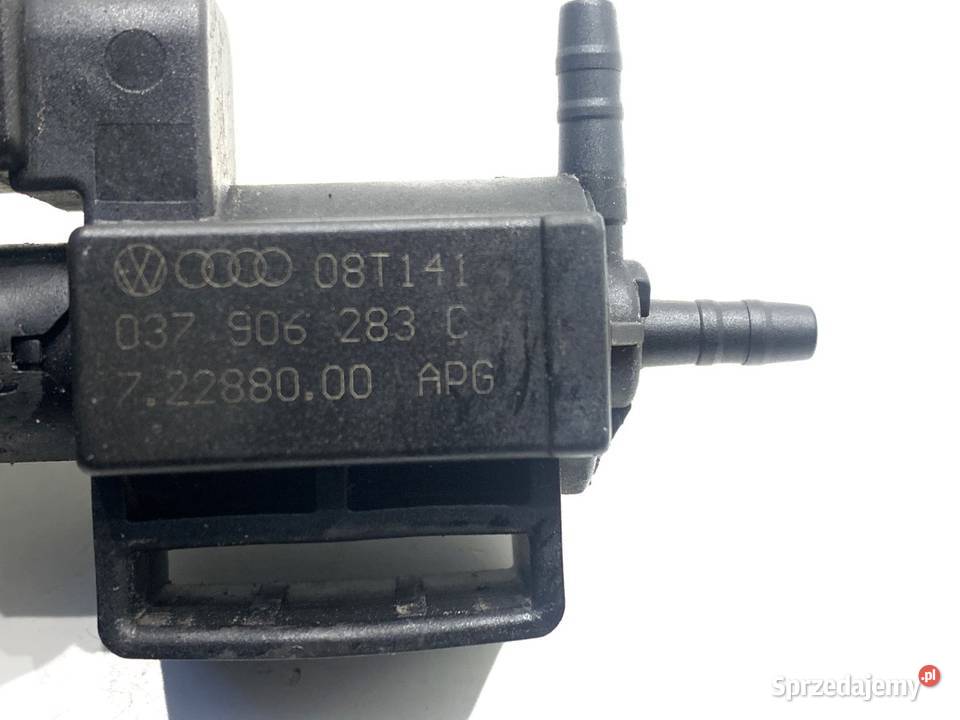 08T141
037 906 283 C
7.22880.00 APG
Sprzedajemy.pl